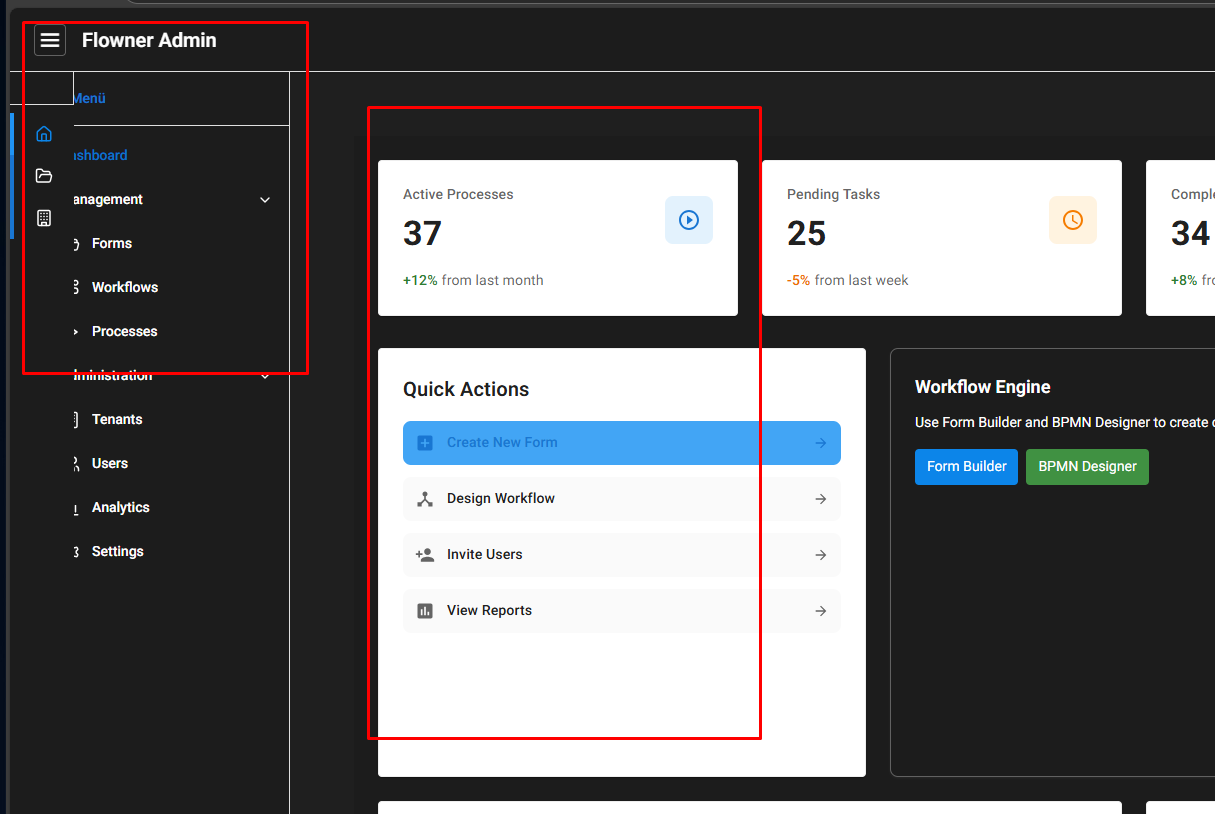 Flowner Admin
Menü
ashboard
anagement
Forms
Workflows
Processes
dministration
Tenants
Users
Analytics
Settings
Active Processes
37
+12% from last month
Pending Tasks
25
-5% from last week
Comple
34
+8% fro
Quick Actions
Create New Form
Design Workflow
Invite Users
View Reports
Workflow Engine
Use Form Builder and BPMN Designer to create
Form Builder
BPMN Designer